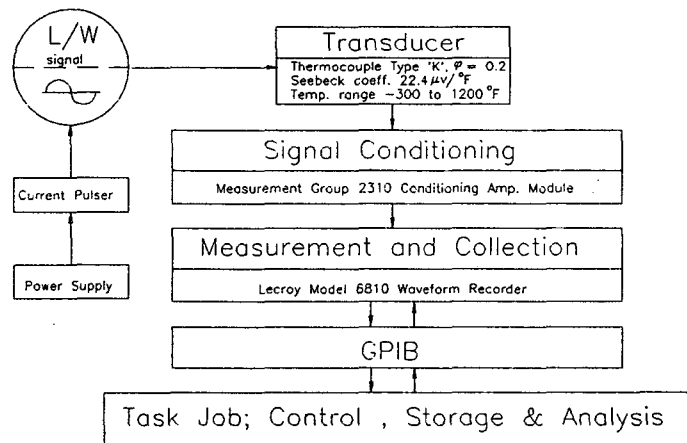 L/W
signal
Transducer
Thermocouple Type 'K', φ = 0.2
Seebeck coeff. 22.4 μv/°F
Temp. range -300 to 1200°F
Signal Conditioning
Measurement Group 2310 Conditioning Amp. Module
Current Pulser
Measurement and Collection
Lecroy Model 6810 Waveform Recorder
Power Supply
GPIB
Task Job; Control , Storage & Analysis